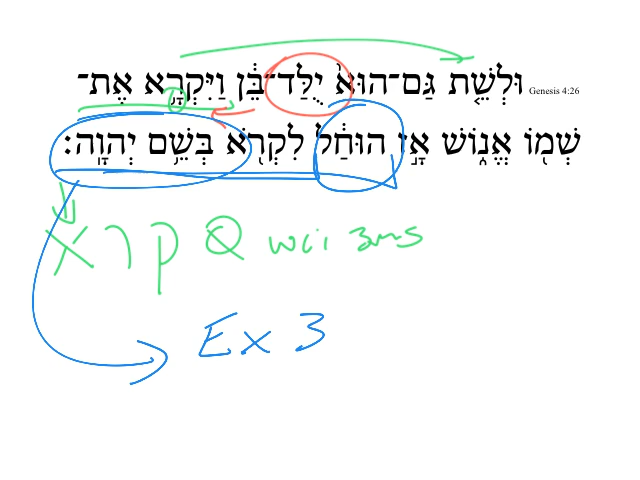 וּלְשֵׁ֤ת גַּם־הוּא֙ יֻלַּד־בֵּ֔ן וַיִּקְרָ֥א אֶת־ Genesis 4:26
שְׁמ֖וֹ אֱנ֑וֹשׁ אָ֣ז הוּחַ֔ל לִקְרֹ֖א בְּשֵׁ֥ם יְהוָֽה׃
קרא Q wci 3ms
Ex 3